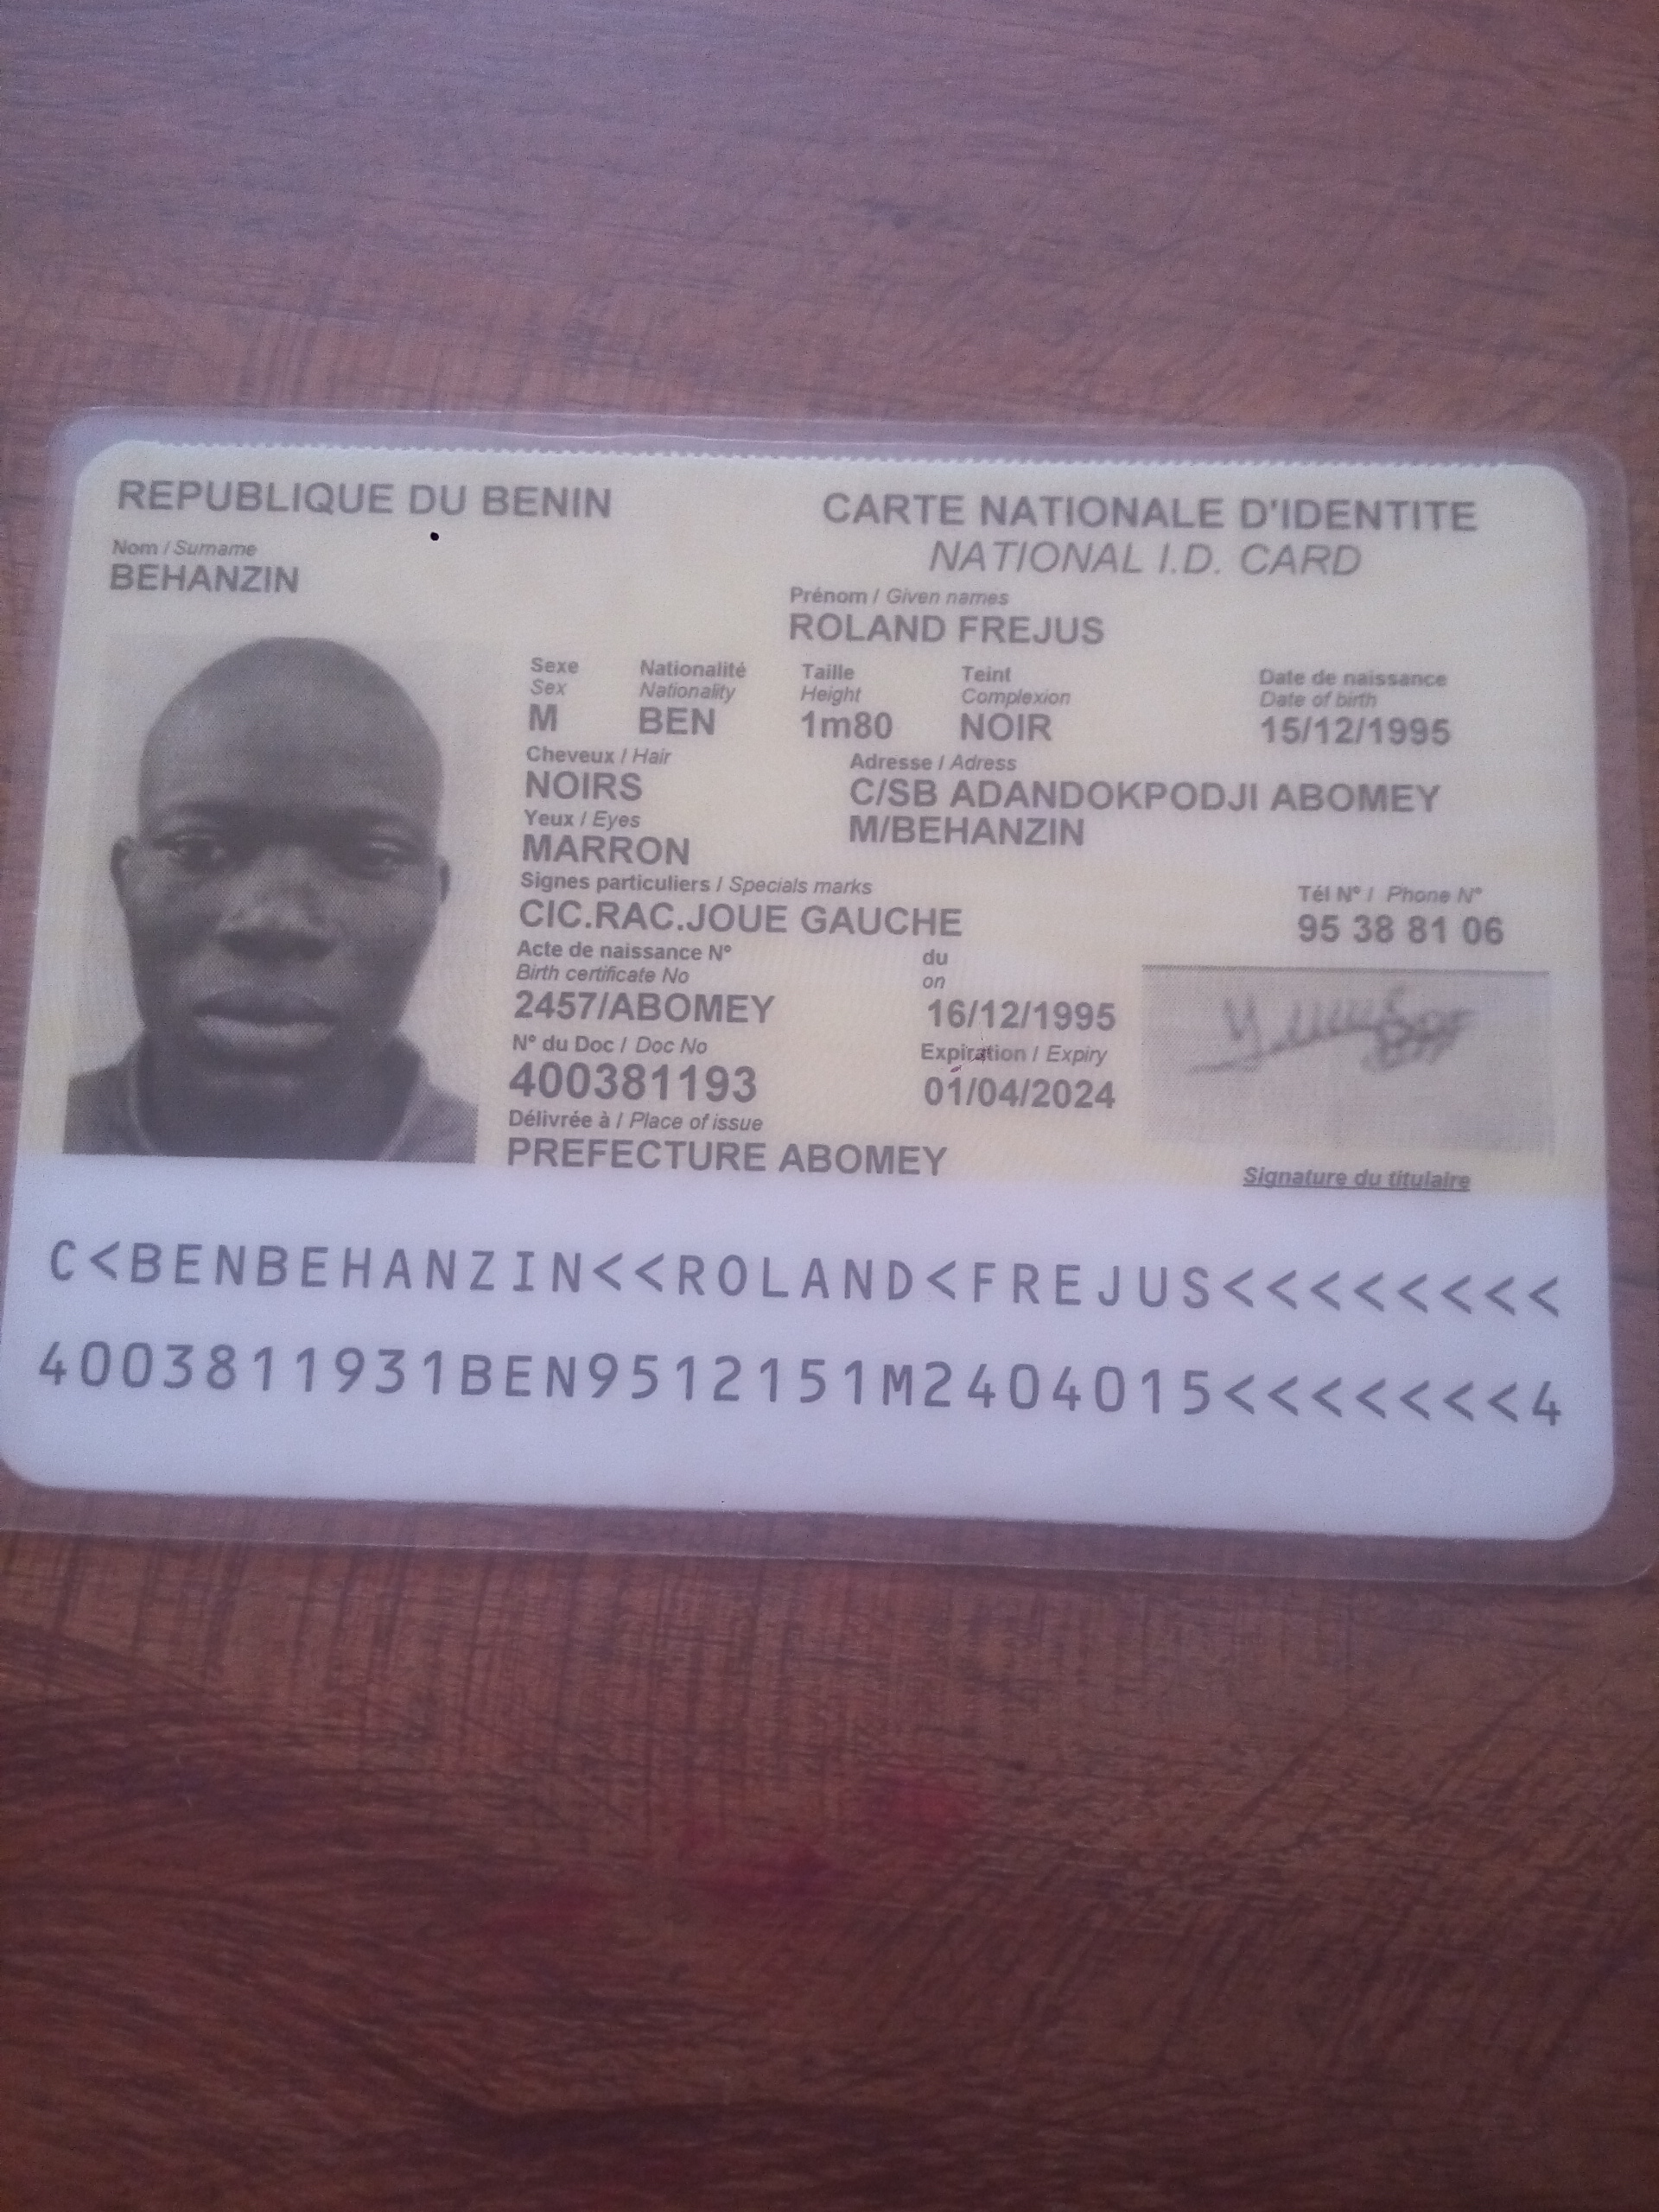 REPUBLIQUE DU BENIN
CARTE NATIONALE D'IDENTITE
NATIONAL I.D. CARD
Nom / Surname
BEHANZIN
Prénom / Given names
ROLAND FREJUS
Sexe Nationalité Taille Teint Date de naissance
Sex Nationality Height Complexion Date of birth
M BEN 1m80 NOIR 15/12/1995
Cheveux / Hair
NOIRS
Adresse / Adress
C/SB ADANDOKPODJI ABOMEY
M/BEHANZIN
Yeux / Eyes
MARRON
Signes particuliers / Specials marks
CIC.RAC.JOUE GAUCHE
Tél N° / Phone N°
95 38 81 06
Acte de naissance N° du
Birth certificate No on
2457/ABOMEY 16/12/1995
N° du Doc / Doc No Expiration / Expiry
400381193 01/04/2024
Délivrée à / Place of issue
PREFECTURE ABOMEY
Signature du titulaire
C<BENBEHANZIN<<ROLAND<FREJUS<<<<<<<<
4003811931BEN9512151M2404015<<<<<<<4